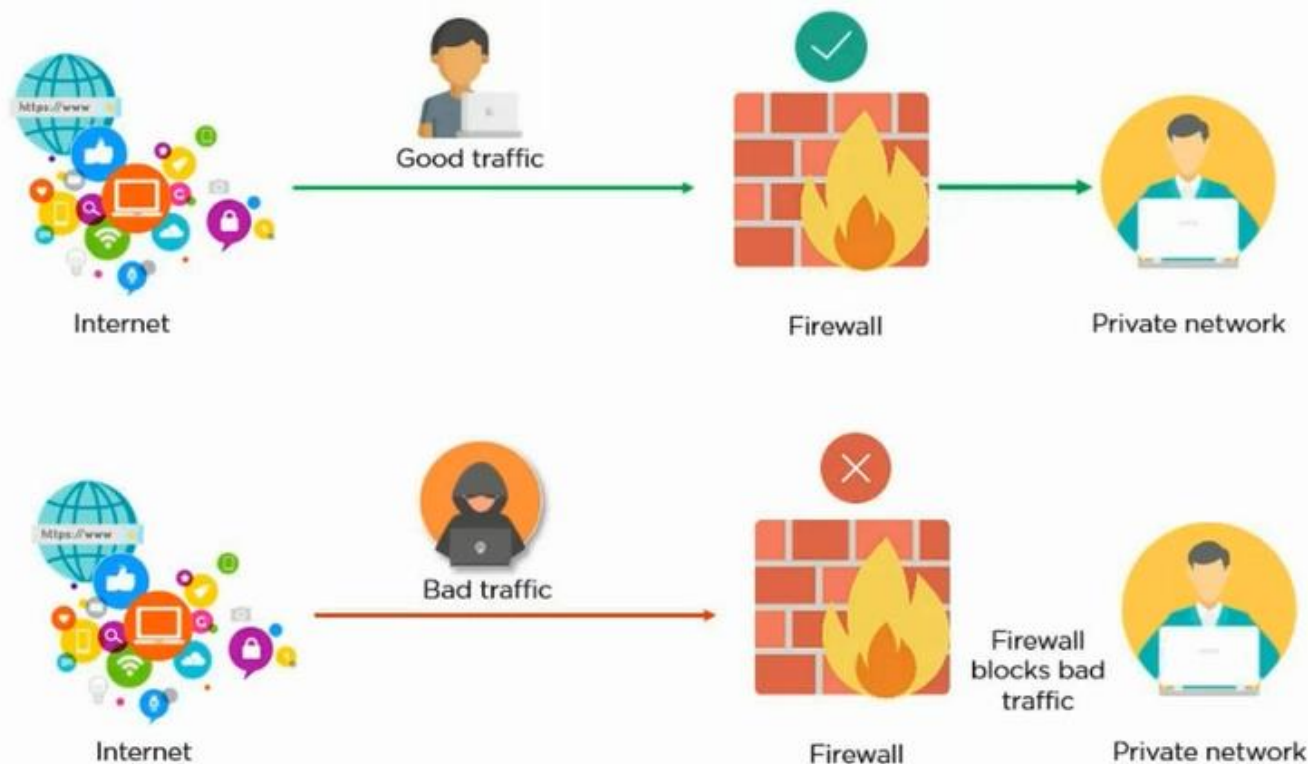 https://www
Good traffic
Internet
Firewall
Private network
https://www
Bad traffic
Firewall
blocks bad
traffic
Internet
Firewall
Private network